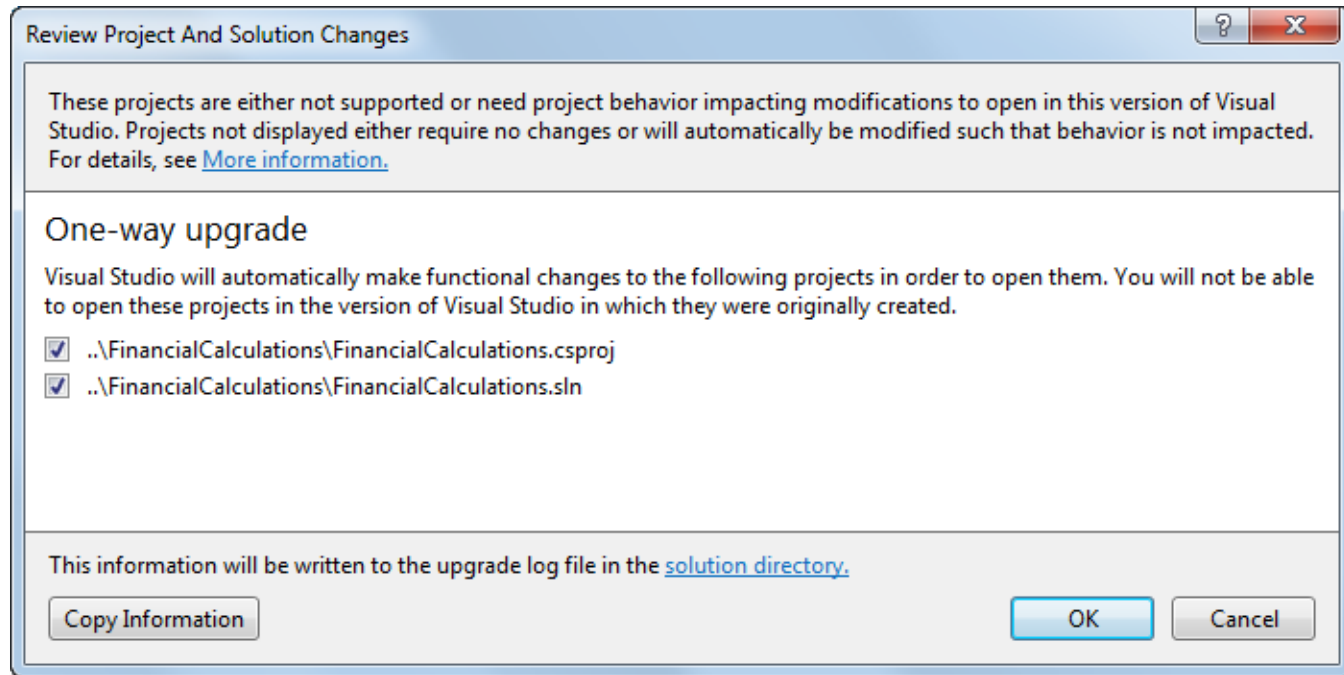 Review Project And Solution Changes
These projects are either not supported or need project behavior impacting modifications to open in this version of Visual
Studio. Projects not displayed either require no changes or will automatically be modified such that behavior is not impacted.
For details, see More information.
One-way upgrade
Visual Studio will automatically make functional changes to the following projects in order to open them. You will not be able
to open these projects in the version of Visual Studio in which they were originally created.
..\FinancialCalculations\FinancialCalculations.csproj
..\FinancialCalculations\FinancialCalculations.sln
This information will be written to the upgrade log file in the solution directory.
Copy Information OK Cancel